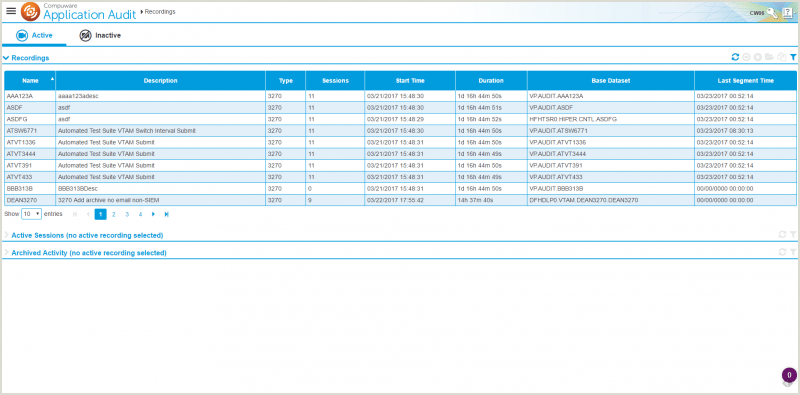 Compuware
Application Audit Recordings CW01
Active Inactive
Recordings
Name Description Type Sessions Start Time Duration Base Dataset Last Segment Time
AAA123A aaaa123adesc 3270 11 03/21/2017 15:48:30 1d 16h 44m 50s VP.AUDIT.AAA123A 03/23/2017 00:52:14
ASDF asdf 3270 11 03/21/2017 15:48:30 1d 16h 44m 51s VP.AUDIT.ASDF 03/23/2017 00:52:14
ASDFG asdf 3270 11 03/21/2017 15:48:29 1d 16h 44m 52s HFHTSR0.HIPER.CNTL.ASDFG 03/23/2017 00:52:14
ATSW6771 Automated Test Suite VTAM Switch Interval Submit 3270 11 03/21/2017 15:48:30 1d 16h 44m 50s VP.AUDIT.ATSW6771 03/23/2017 08:30:13
ATVT1336 Automated Test Suite VTAM Submit 3270 11 03/21/2017 15:48:31 1d 16h 44m 50s VP.AUDIT.ATVT1336 03/23/2017 00:52:14
ATVT3444 Automated Test Suite VTAM Submit 3270 11 03/21/2017 15:48:31 1d 16h 44m 49s VP.AUDIT.ATVT3444 03/23/2017 00:52:14
ATVT391 Automated Test Suite VTAM Submit 3270 11 03/21/2017 15:48:31 1d 16h 44m 50s VP.AUDIT.ATVT391 03/23/2017 00:52:14
ATVT433 Automated Test Suite VTAM Submit 3270 11 03/21/2017 15:48:31 1d 16h 44m 49s VP.AUDIT.ATVT433 03/23/2017 00:52:14
BBB313B BBB313BDesc 3270 0 03/21/2017 15:48:30 1d 16h 44m 50s VP.AUDIT.BBB313B 00/00/0000 00:00:00
DEAN3270 3270 Add archive no email non-SIEM 3270 9 03/22/2017 17:55:42 14h 37m 40s DFHDLP0.VTAM.DEAN3270.DEAN3270 00/00/0000 00:00:00
Show 10 entries 1 2 3 4
Active Sessions (no active recording selected)
Archived Activity (no active recording selected)
0